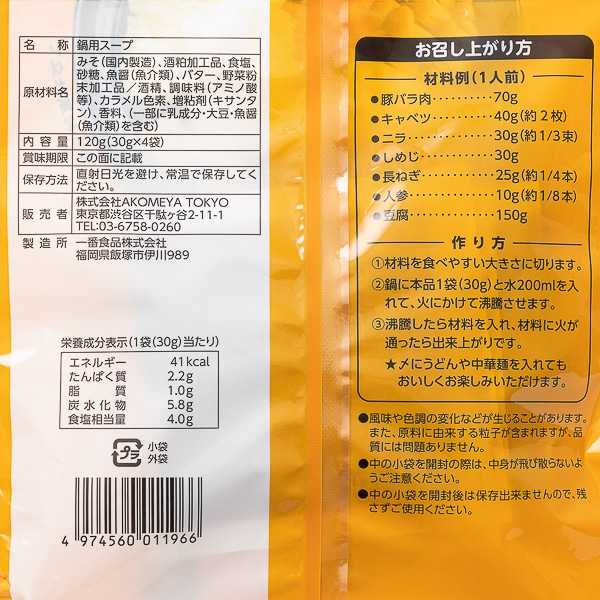 名称 鍋用スープ
原材料名 みそ(国内製造)、酒粕加工品、食塩、
砂糖、魚醤(魚介類)、バター、野菜粉
末加工品／酒精、調味料(アミノ酸
等)、カラメル色素、増粘剤(キサンタ
ン)、香料、(一部に乳成分・大豆・魚醤
(魚介類)を含む)
内容量 120g(30g×4袋)
賞味期限 この面に記載
保存方法 直射日光を避け、常温で保存してく
ださい。
販売者 株式会社AKOMEYA TOKYO
東京都渋谷区千駄ヶ谷2-11-1
TEL:03-6758-0260
製造所 一番食品株式会社
福岡県飯塚市伊川989
栄養成分表示(1袋(30g)当たり)
エネルギー 41kcal
たんぱく質 2.2g
脂質 1.0g
炭水化物 5.8g
食塩相当量 4.0g
プラ
小袋
外袋
4 974560 011966
お召し上がり方
材料例(1人前)
●豚バラ肉··········70g
●キャベツ··········40g(約2枚)
●ニラ··········30g(約1/3束)
●しめじ··········30g
●長ねぎ··········25g(約1/4本)
●人参··········10g(約1/8本)
●豆腐··········150g
作り方
①材料を食べやすい大きさに切ります。
②鍋に本品1袋(30g)と水200mlを入
れて、火にかけて沸騰させます。
③沸騰したら材料を入れ、材料に火が
通ったら出来上がりです。
★〆にうどんや中華麺を入れても
おいしくお楽しみいただけます。
●風味や色調の変化などが生じることがあります。
また、原料に由来する粒子が含まれますが、品
質には問題ありません。
●中の小袋を開封の際は、中身が飛び散らないよ
うご注意ください。
●中の小袋を開封後は保存出来ませんので、残
さずご使用ください。